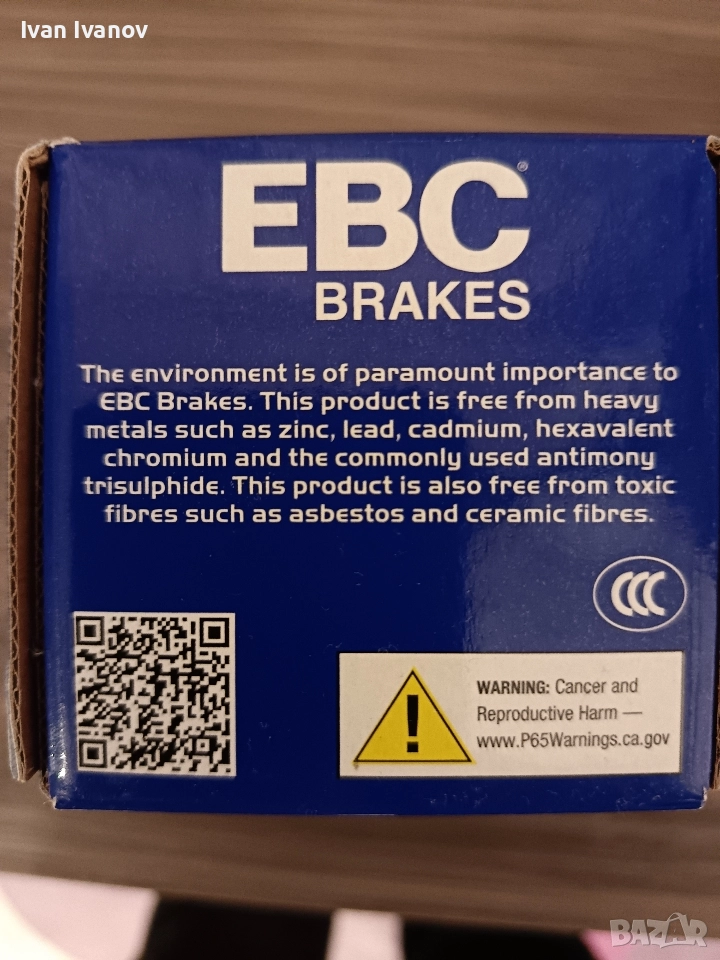 Ivan Ivanov
EBC®
BRAKES
The environment is of paramount importance to
EBC Brakes. This product is free from heavy
metals such as zinc, lead, cadmium, hexavalent
chromium and the commonly used antimony
trisulphide. This product is also free from toxic
fibres such as asbestos and ceramic fibres.
CCC
WARNING: Cancer and
Reproductive Harm —
www.P65Warnings.ca.gov
BAZAR